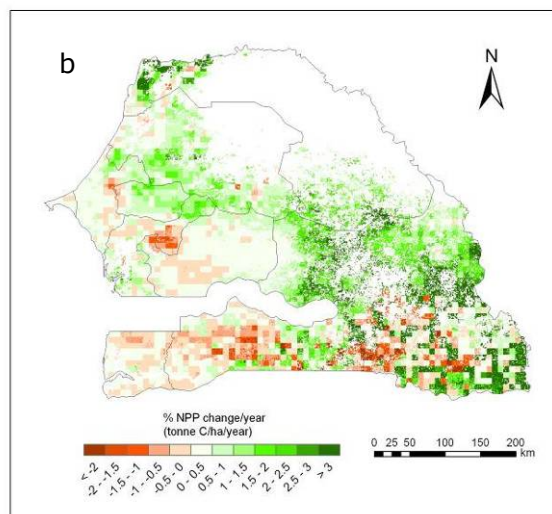 b
N
% NPP change/year
(tonne C/ha/year)
< -2
-2 - -1.5
-1.5 - -1
-1 - -0.5
-0.5 - 0
0 - 0.5
0.5 - 1
1 - 1.5
1.5 - 2
2 - 2.5
2.5 - 3
> 3
0 25 50 100 150 200
km